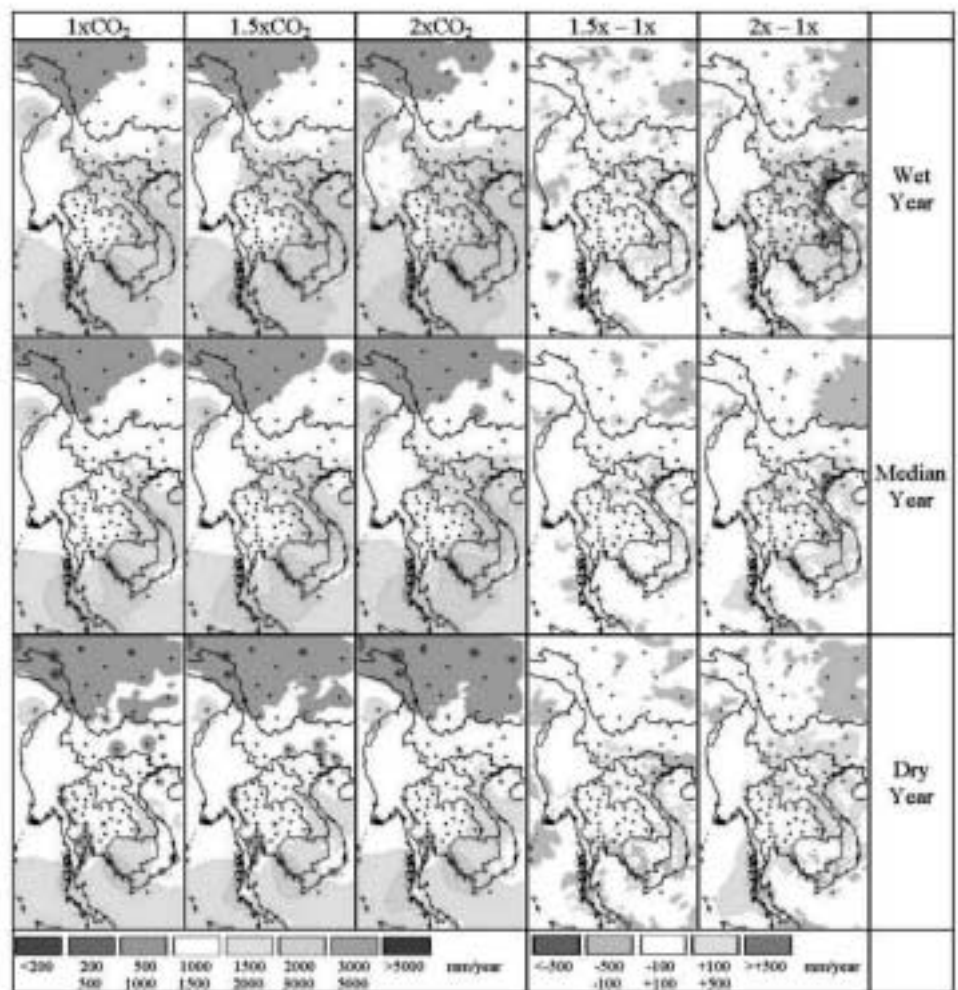 1xCO₂ 1.5xCO₂ 2xCO₂ 1.5x – 1x 2x – 1x
Wet
Year
Median
Year
Dry
Year
<200 200 500 1000 1500 2000 3000 >5000 mm/year <-500 -500 -100 +100 >+500 mm/year
500 1000 1500 2000 3000 5000 -100 +100 +500